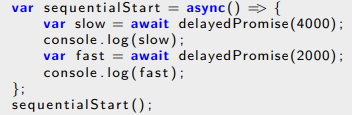 var sequentialStart = async() => {
    var slow = await delayedPromise(4000);
    console.log(slow);
    var fast = await delayedPromise(2000);
    console.log(fast);
};
sequentialStart();